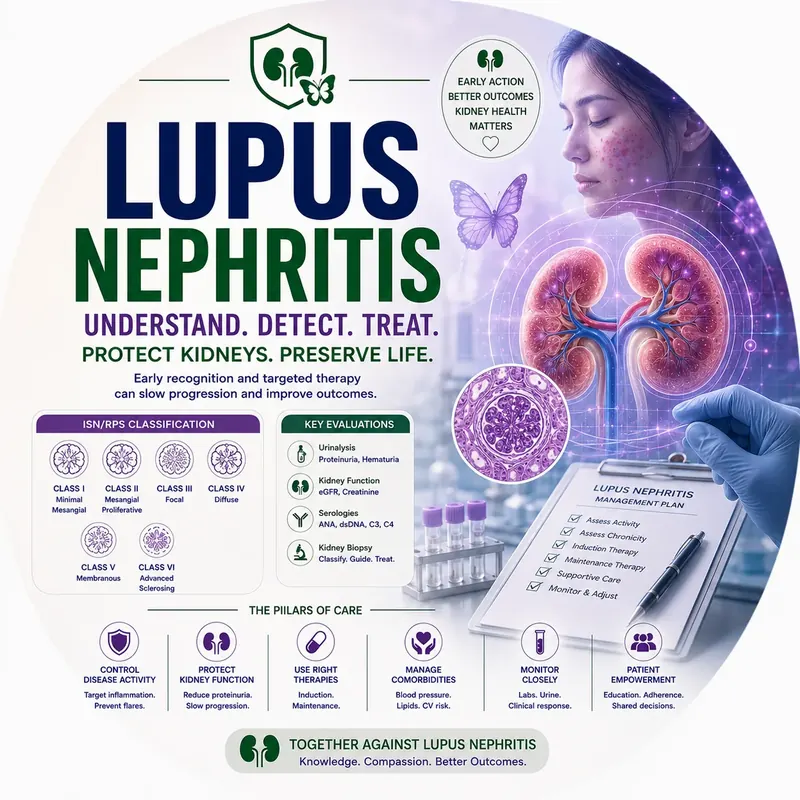 EARLY ACTION
BETTER OUTCOMES
KIDNEY HEALTH
MATTERS
LUPUS
NEPHRITIS
UNDERSTAND. DETECT. TREAT.
PROTECT KIDNEYS. PRESERVE LIFE.
Early recognition and targeted therapy
can slow progression and improve outcomes.
ISN/RPS CLASSIFICATION
CLASS I
Minimal
Mesangial
CLASS II
Mesangial
Proliferative
CLASS III
Focal
CLASS IV
Diffuse
CLASS V
Membranous
CLASS VI
Advanced
Sclerosing
KEY EVALUATIONS
Urinalysis
Proteinuria, Hematuria
Kidney Function
eGFR, Creatinine
Serologies
ANA, dsDNA, C3, C4
Kidney Biopsy
Classify. Guide. Treat.
LUPUS NEPHRITIS
MANAGEMENT PLAN
Assess Activity
Assess Chronicity
Induction Therapy
Maintenance Therapy
Supportive Care
Monitor & Adjust
THE PILLARS OF CARE
CONTROL
DISEASE ACTIVITY
Target inflammation.
Prevent flares.
PROTECT
KIDNEY FUNCTION
Reduce proteinuria.
Slow progression.
USE RIGHT
THERAPIES
Induction.
Maintenance.
MANAGE
COMORBIDITIES
Blood pressure.
Lipids. CV risk.
MONITOR
CLOSELY
Labs. Urine.
Clinical response.
PATIENT
EMPOWERMENT
Education. Adherence.
Shared decisions.
TOGETHER AGAINST LUPUS NEPHRITIS
Knowledge. Compassion. Better Outcomes.